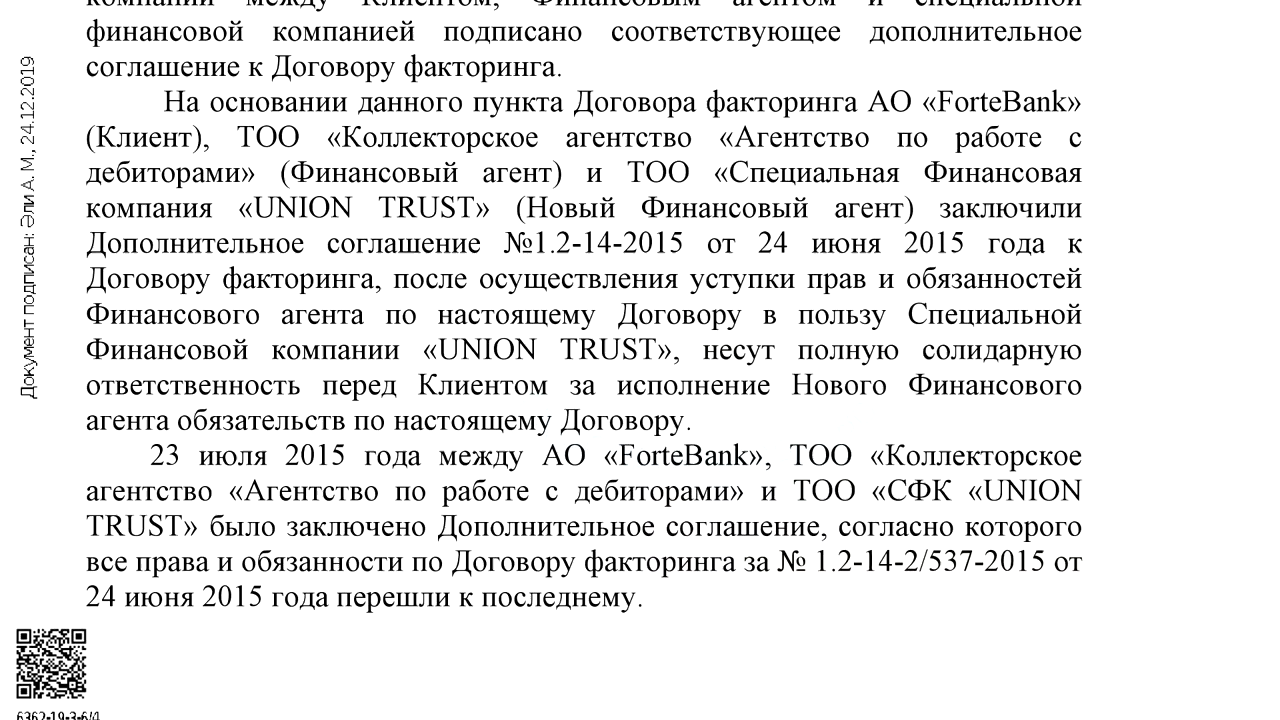 компании между Клиентом, Финансовым агентом и специальной
финансовой компанией подписано соответствующее дополнительное
соглашение к Договору факторинга.
На основании данного пункта Договора факторинга АО «ForteBank»
(Клиент), ТОО «Коллекторское агентство «Агентство по работе с
дебиторами» (Финансовый агент) и ТОО «Специальная Финансовая
компания «UNION TRUST» (Новый Финансовый агент) заключили
Дополнительное соглашение №1.2-14-2015 от 24 июня 2015 года к
Договору факторинга, после осуществления уступки прав и обязанностей
Финансового агента по настоящему Договору в пользу Специальной
Финансовой компании «UNION TRUST», несут полную солидарную
ответственность перед Клиентом за исполнение Нового Финансового
агента обязательств по настоящему Договору.
23 июля 2015 года между АО «ForteBank», ТОО «Коллекторское
агентство «Агентство по работе с дебиторами» и ТОО «СФК «UNION
TRUST» было заключено Дополнительное соглашение, согласно которого
все права и обязанности по Договору факторинга за № 1.2-14-2/537-2015 от
24 июня 2015 года перешли к последнему.
Документ подписан: Әли А. М., 24.12.2019
6362-19-3-6/4